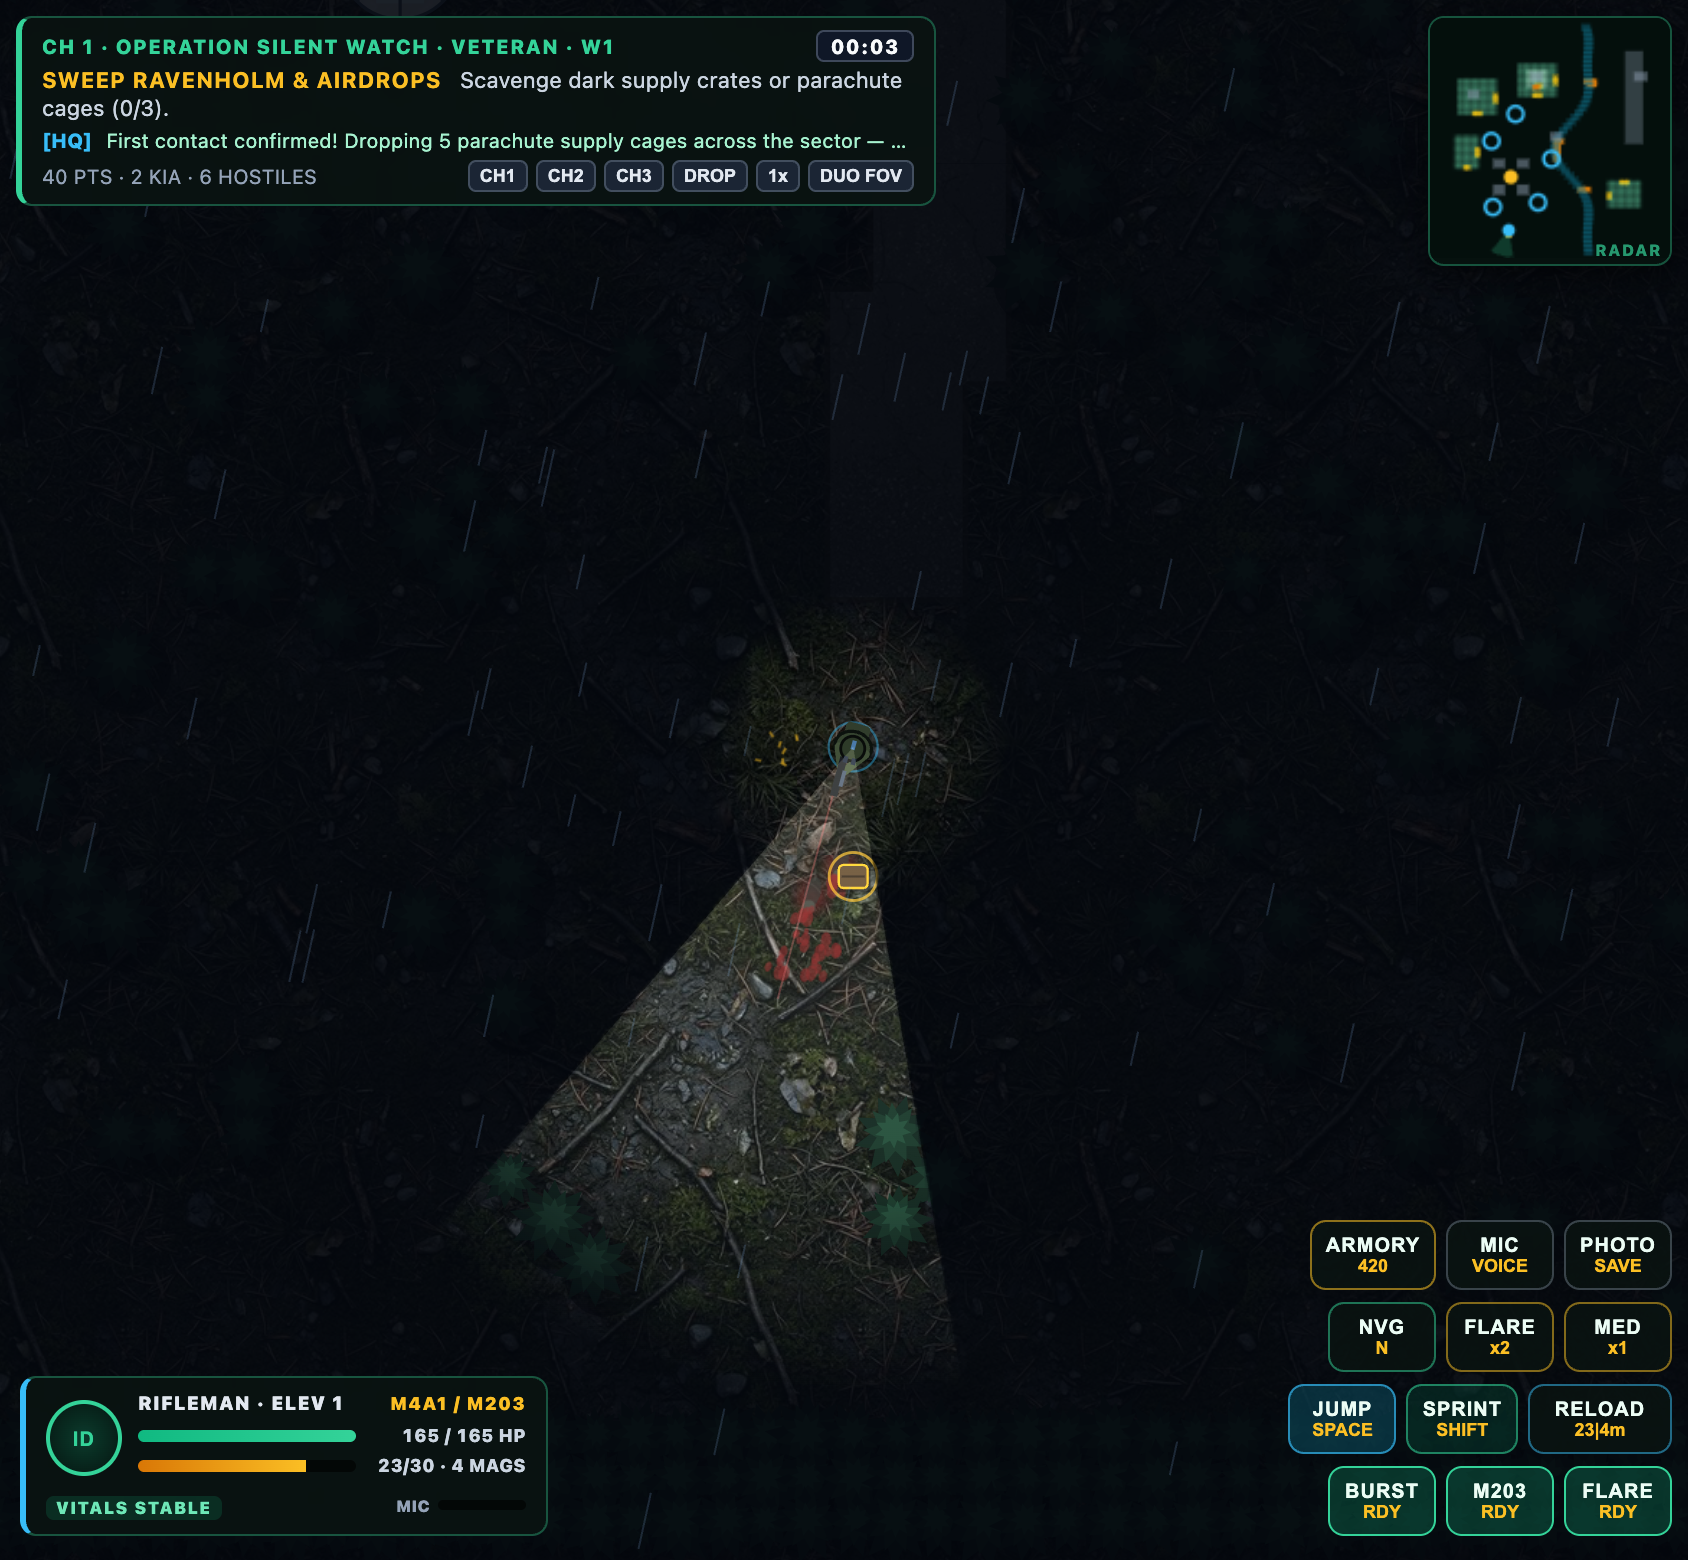 CH 1 · OPERATION SILENT WATCH · VETERAN · W1
00:03
SWEEP RAVENHOLM & AIRDROPS Scavenge dark supply crates or parachute
cages (0/3).
[HQ] First contact confirmed! Dropping 5 parachute supply cages across the sector — ...
40 PTS · 2 KIA · 6 HOSTILES
CH1 CH2 CH3 DROP 1x DUO FOV
RADAR
ARMORY
420
MIC
VOICE
PHOTO
SAVE
NVG
N
FLARE
x2
MED
x1
JUMP
SPACE
SPRINT
SHIFT
RELOAD
23|4m
BURST
RDY
M203
RDY
FLARE
RDY
ID
RIFLEMAN · ELEV 1
M4A1 / M203
165 / 165 HP
23/30 · 4 MAGS
VITALS STABLE
MIC